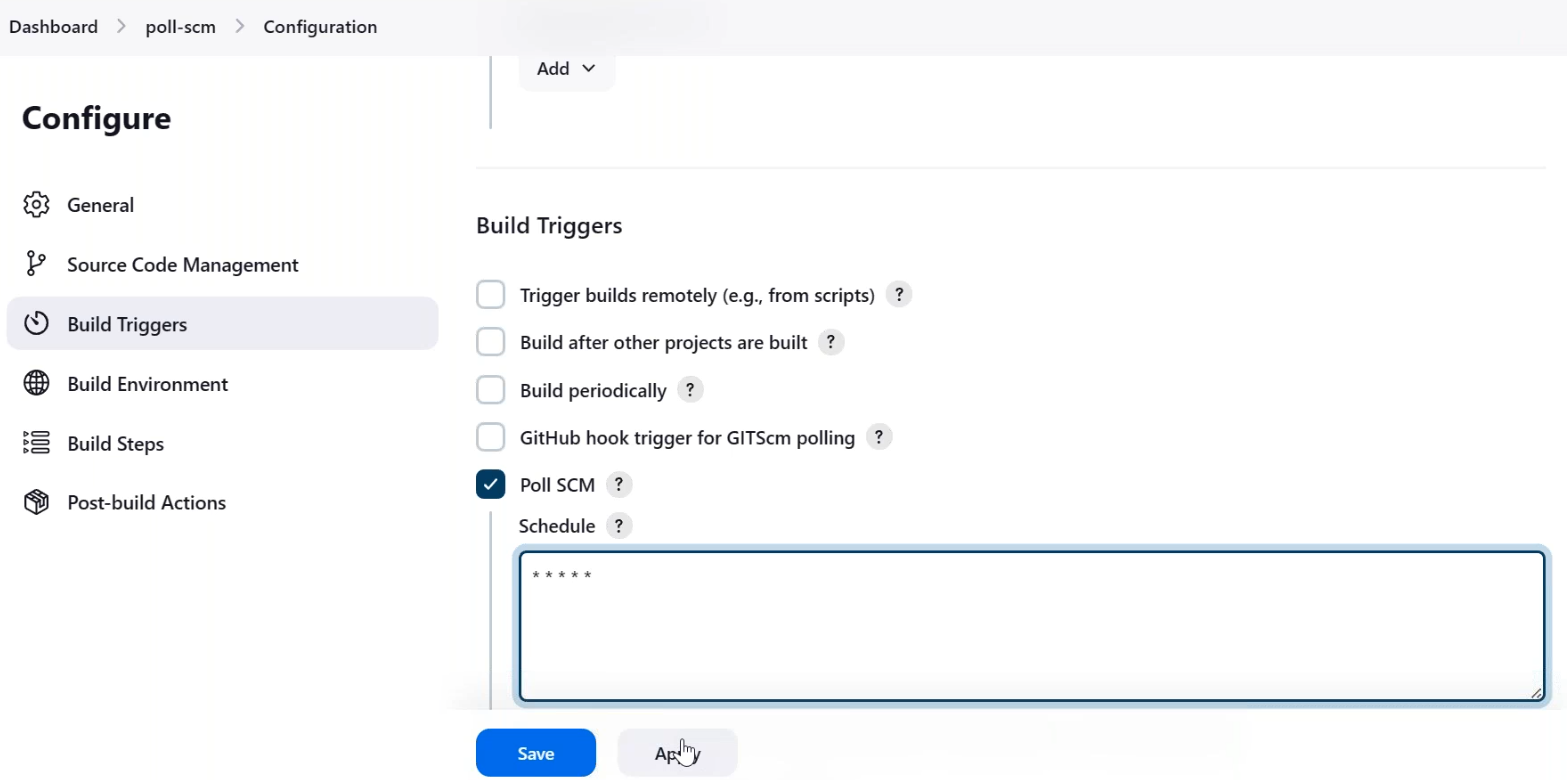 Dashboard > poll-scm > Configuration
Add
Configure
General
Source Code Management
Build Triggers
Build Environment
Build Steps
Post-build Actions
Build Triggers
Trigger builds remotely (e.g., from scripts) ?
Build after other projects are built ?
Build periodically ?
GitHub hook trigger for GITScm polling ?
Poll SCM ?
Schedule ?
* * * * *
Save
Apply